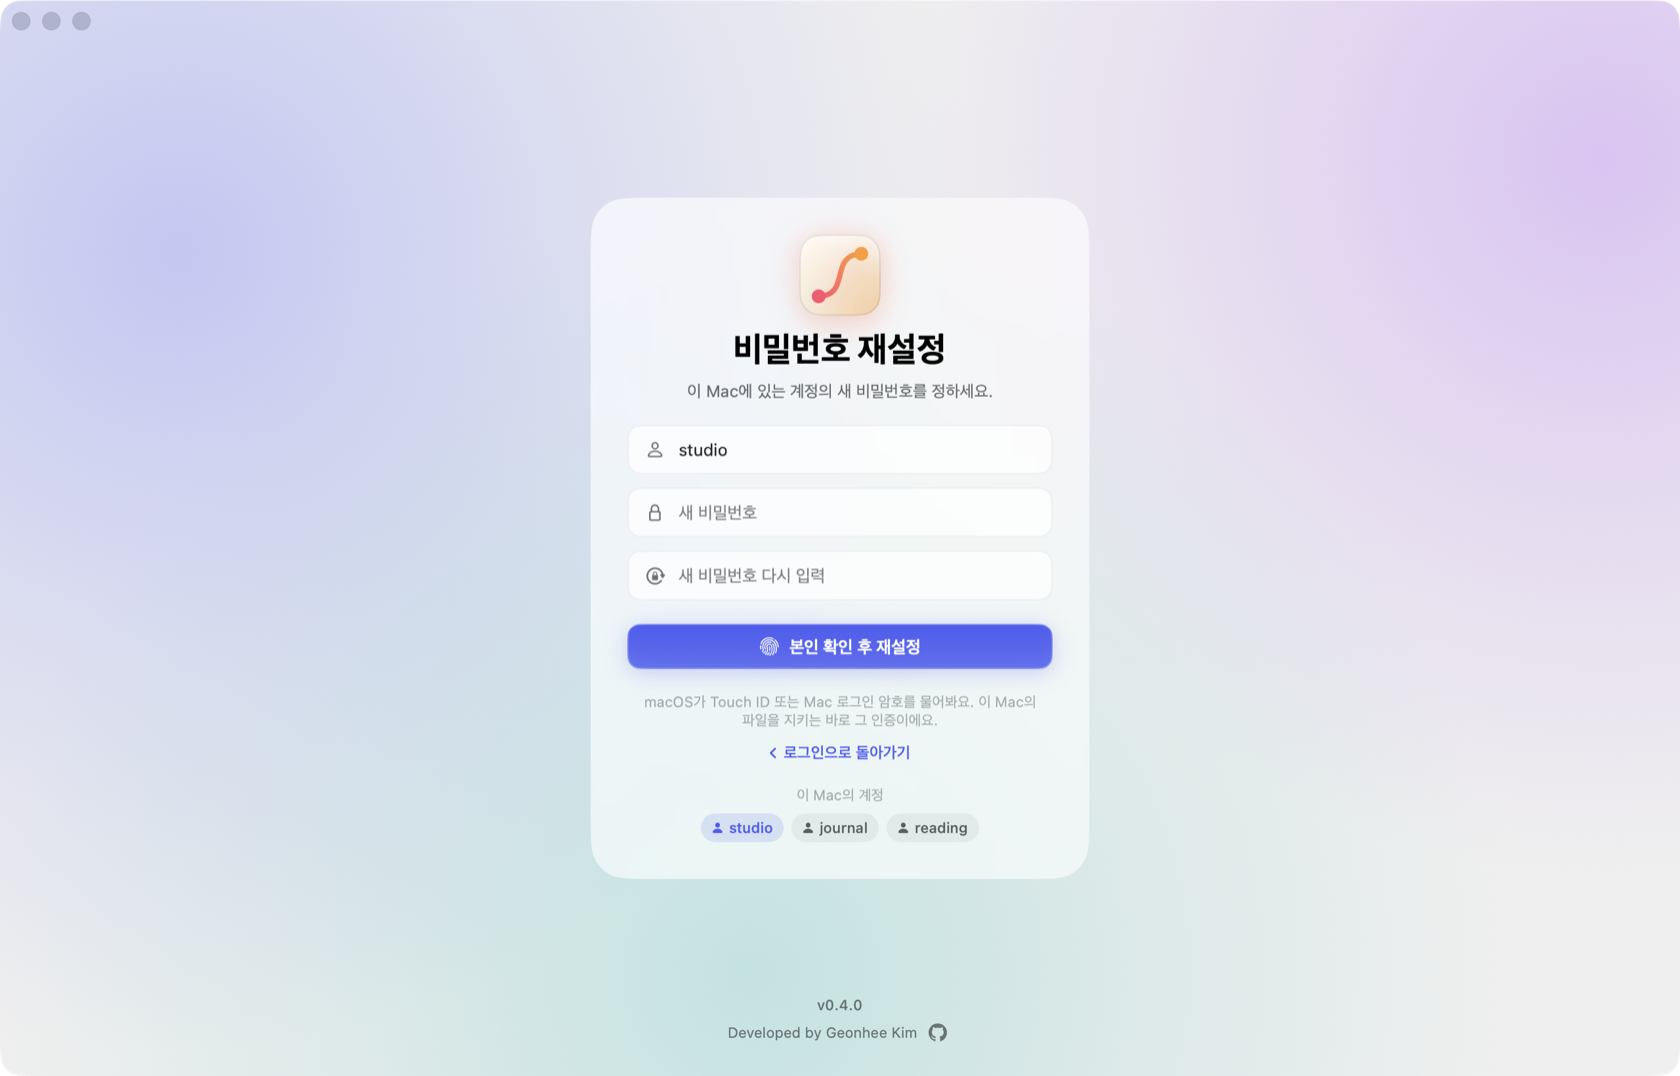 비밀번호 재설정
이 Mac에 있는 계정의 새 비밀번호를 정하세요.
studio
새 비밀번호
새 비밀번호 다시 입력
본인 확인 후 재설정
macOS가 Touch ID 또는 Mac 로그인 암호를 물어봐요. 이 Mac의
파일을 지키는 바로 그 인증이에요.
로그인으로 돌아가기
이 Mac의 계정
studio journal reading
v0.4.0
Developed by Geonhee Kim